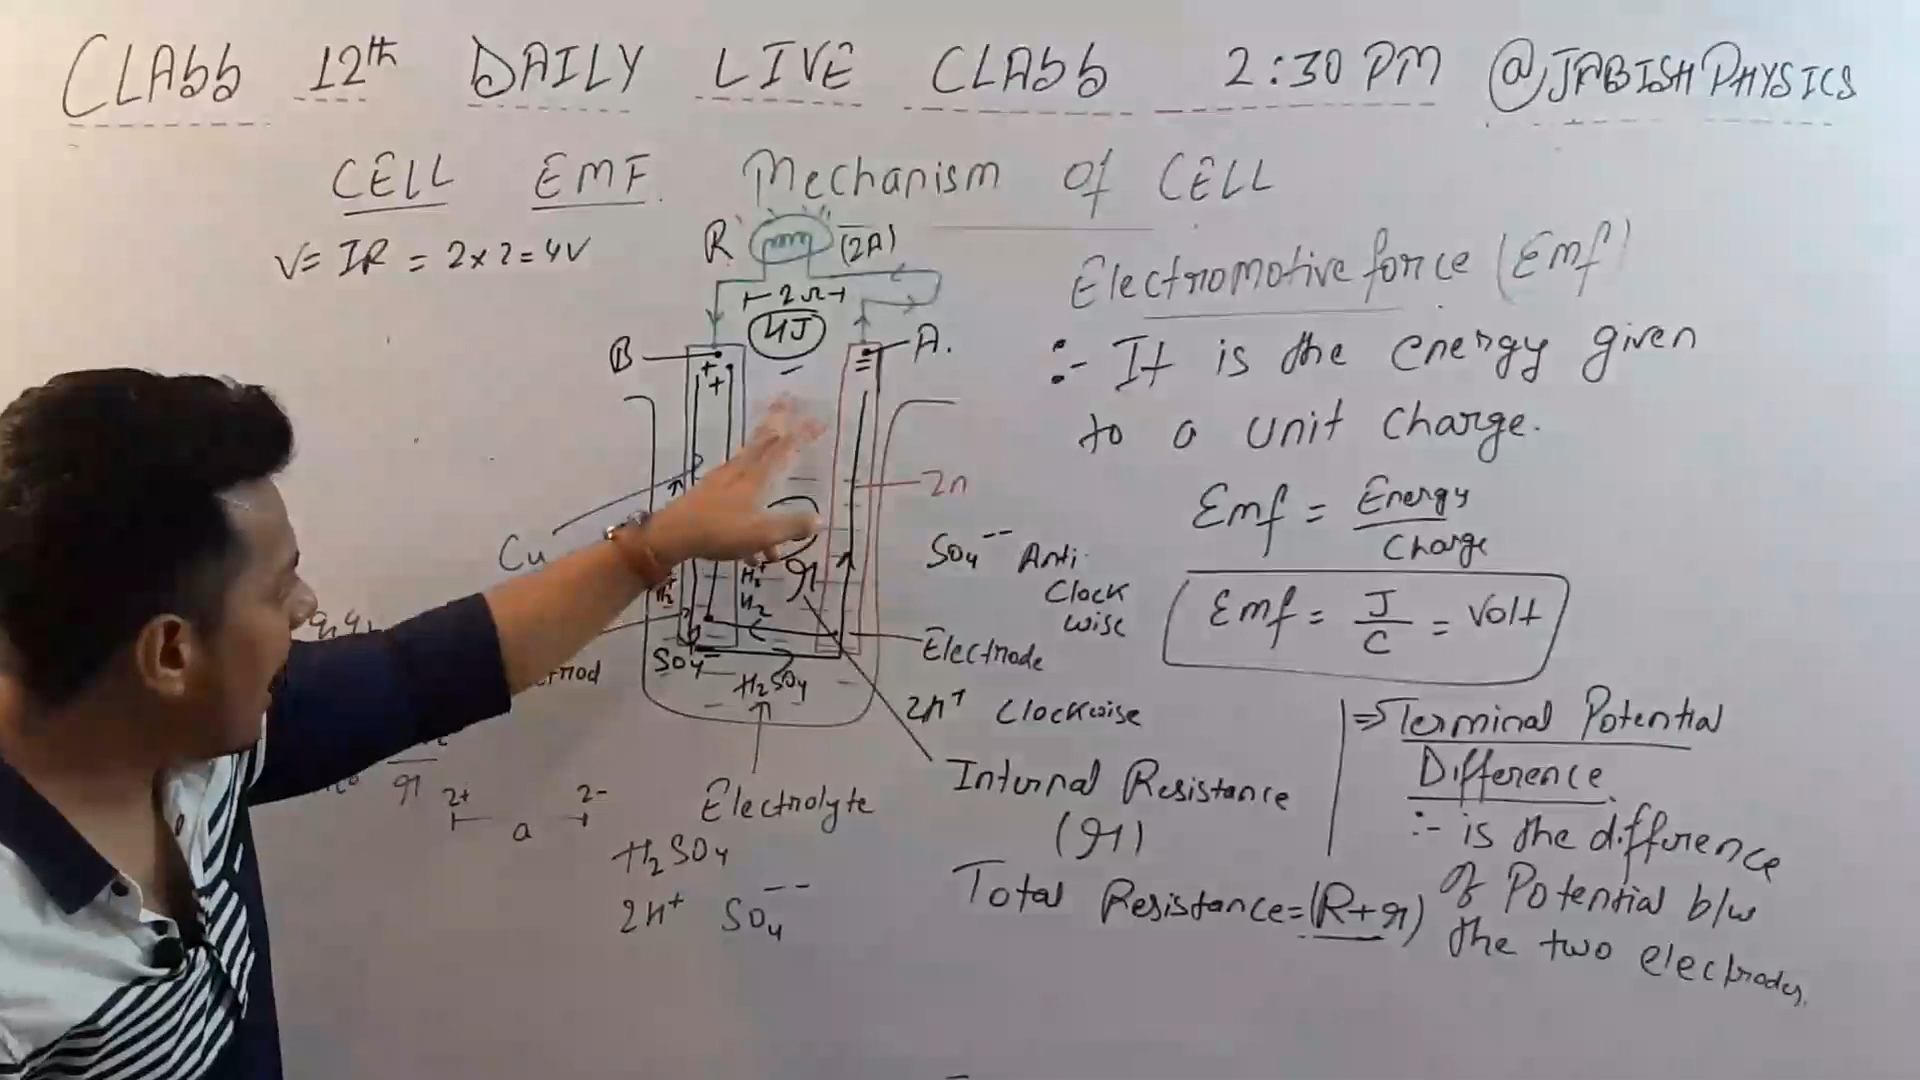 CLASS 12th DAILY LIVE CLASS 2:30 PM @JABISHPHYSICS
CELL EMF Mechanism Of CELL
V= IR = 2x2=4V
R (2A)
2Ω
4J
B
A.
Electromotive force (Emf)
:- It is the energy given
to a unit charge.
Emf = Energy
Charge
Emf = J
C
= Volt
Zn
Cu
SO4-- Anti
Clock
wise
H2
r
Electrode
SO4--
H2SO4
2H+ Clockwise
Internal Resistance
(r)
Total Resistance=(R+r)
=> Terminal Potential
Difference
:- is the difference
of Potential b/w
the two electrodes.
Electrolyte
2+ 2-
a
H2SO4
2H+ SO4--